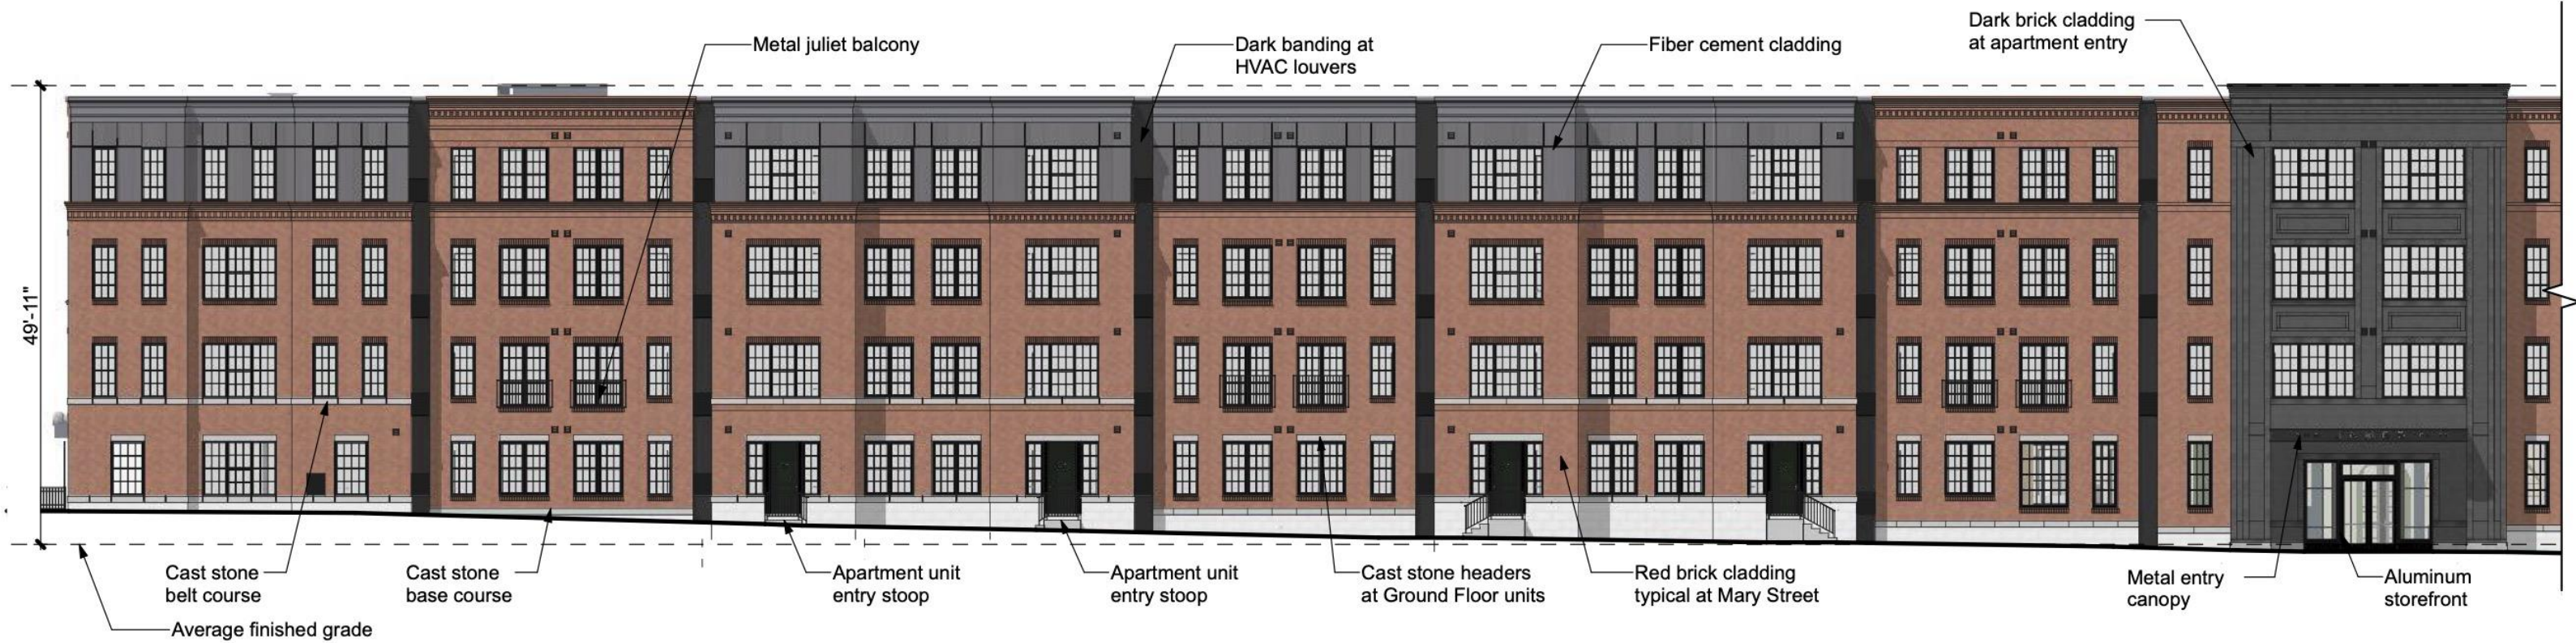 Dark brick cladding
at apartment entry
Metal juliet balcony
Dark banding at
HVAC louvers
Fiber cement cladding
49'-11"
Cast stone
belt course
Cast stone
base course
Apartment unit
entry stoop
Apartment unit
entry stoop
Cast stone headers
at Ground Floor units
Red brick cladding
typical at Mary Street
Metal entry
canopy
Aluminum
storefront
Average finished grade